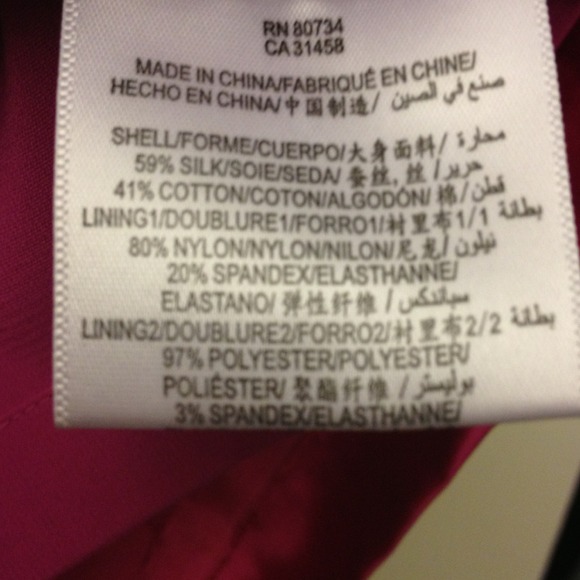 RN 80734
CA 31458
MADE IN CHINA/FABRIQUÉ EN CHINE/
HECHO EN CHINA/中国制造/ صنع في الصين
SHELL/FORME/CUERPO/大身面料/ محارة
59% SILK/SOIE/SEDA/ 蚕丝, 丝 /حرير
41% COTTON/COTON/ALGODÓN/ 棉/قطن
LINING1/DOUBLURE1/FORRO1/衬里布1/1 بطانة
80% NYLON/NYLON/NILON/尼龙/ نيلون
20% SPANDEX/ELASTHANNE/
ELASTANO/ 弹性纤维 / سباندكس
LINING2/DOUBLURE2/FORRO2/衬里布2/2 بطانة
97% POLYESTER/POLYESTER/
POLIÉSTER/ 聚酯纤维 / بوليستر
3% SPANDEX/ELASTHANNE/